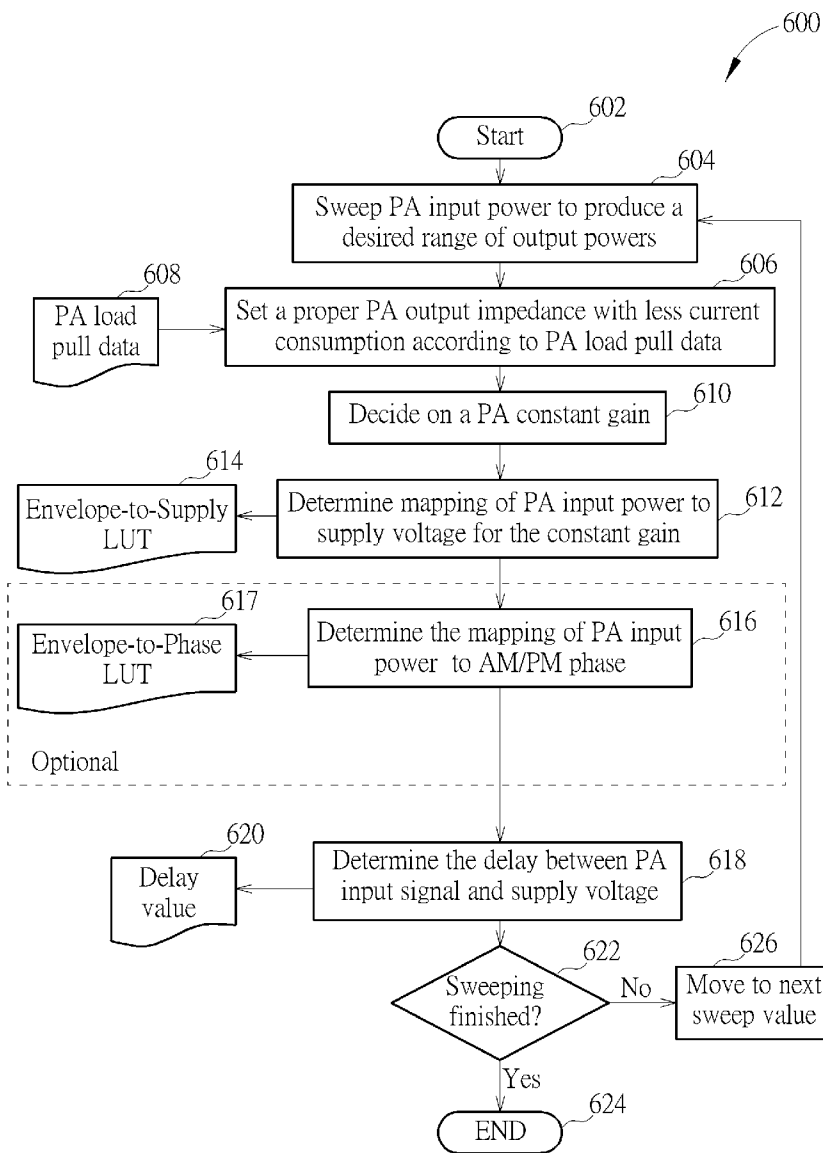 600
602
Start
604
Sweep PA input power to produce a
desired range of output powers
606
608
PA load
pull data
Set a proper PA output impedance with less current
consumption according to PA load pull data
610
Decide on a PA constant gain
614
Envelope-to-Supply
LUT
Determine mapping of PA input power to
supply voltage for the constant gain
612
617
Envelope-to-Phase
LUT
Determine the mapping of PA input
power to AM/PM phase
616
Optional
620
Delay
value
Determine the delay between PA
input signal and supply voltage
618
622
Sweeping
finished?
No
626
Move to next
sweep value
Yes
END
624